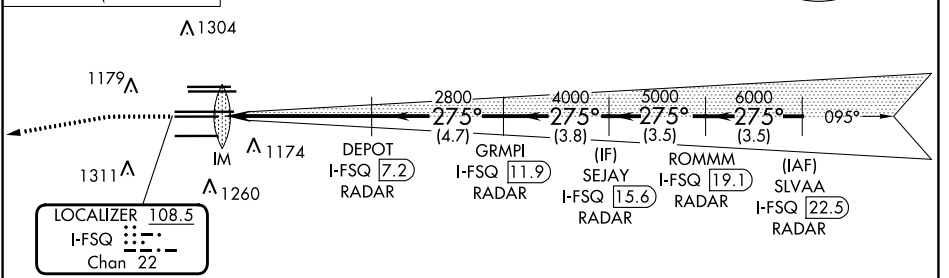 1304
1179
2800
4000
5000
6000
275°
275°
275°
275°
095°
(4.7)
(3.8)
(3.5)
(3.5)
IM
1174
1311
1260
DEPOT
I-FSQ 7.2
RADAR
GRMPI
I-FSQ 11.9
RADAR
(IF)
SEJAY
I-FSQ 15.6
RADAR
ROMMM
I-FSQ 19.1
RADAR
(IAF)
SLVAA
I-FSQ 22.5
RADAR
LOCALIZER 108.5
I-FSQ
Chan 22